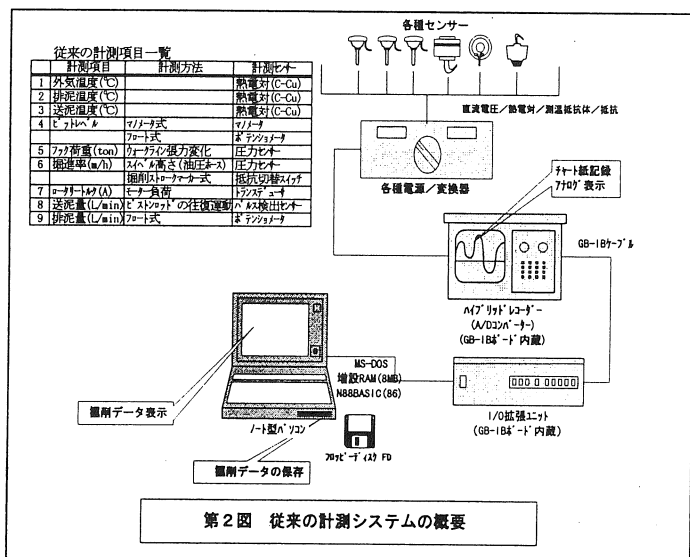 従来の計測項目一覧
計測項目 計測方法 計測ｾﾝｻｰ
1 外気温度(℃) 熱電対(C-Cu)
2 排泥温度(℃) 熱電対(C-Cu)
3 送泥温度(℃) 熱電対(C-Cu)
4 ﾋﾟｯﾄﾚﾍﾞﾙ ﾏﾉﾒｰﾀ式 ﾏﾉﾒｰﾀ
ﾌﾛｰﾄ式 ﾎﾟﾃﾝｼｮﾒｰﾀ
5 ﾌｯｸ荷重(ton) ｳｫｰｸﾗｲﾝ張力変化 圧力ｾﾝｻｰ
6 掘進率(m/h) ｽｲﾍﾞﾙ高さ(油圧ﾎｰｽ) 圧力ｾﾝｻｰ
掘削ｽﾄﾛｰｸﾏｰｶｰ式 抵抗切替ｽｲｯﾁ
7 ﾛｰﾀﾘｰﾄﾙｸ(A) ﾓｰﾀｰ負荷 ﾄﾗﾝｽﾃﾞｭｰｻ
8 送泥量(L/min) ﾋﾟｽﾄﾝﾛｯﾄﾞの往復運動 ﾊﾟﾙｽ検出ｾﾝｻｰ
9 排泥量(L/min) ﾌﾛｰﾄ式 ﾎﾟﾃﾝｼｮﾒｰﾀ
各種センサー
直流電圧／熱電対／測温抵抗体／抵抗
各種電源／変換器
ﾁｬｰﾄ紙記録
ｱﾅﾛｸﾞ表示
GB-IBｹｰﾌﾞﾙ
ﾊｲﾌﾞﾘｯﾄﾞﾚｺｰﾀﾞｰ
(A/Dｺﾝﾊﾞｰﾀｰ)
(GB-IBﾎﾞｰﾄﾞ内蔵)
MS-DOS
増設RAM(8MB)
N88BASIC(86)
I/O拡張ユニット
(GB-IBﾎﾞｰﾄﾞ内蔵)
掘削データ表示
ﾉｰﾄ型ﾊﾟｿｺﾝ
掘削データの保存
ﾌﾛｯﾋﾟｰﾃﾞｨｽｸ FD
第２図 従来の計測システムの概要